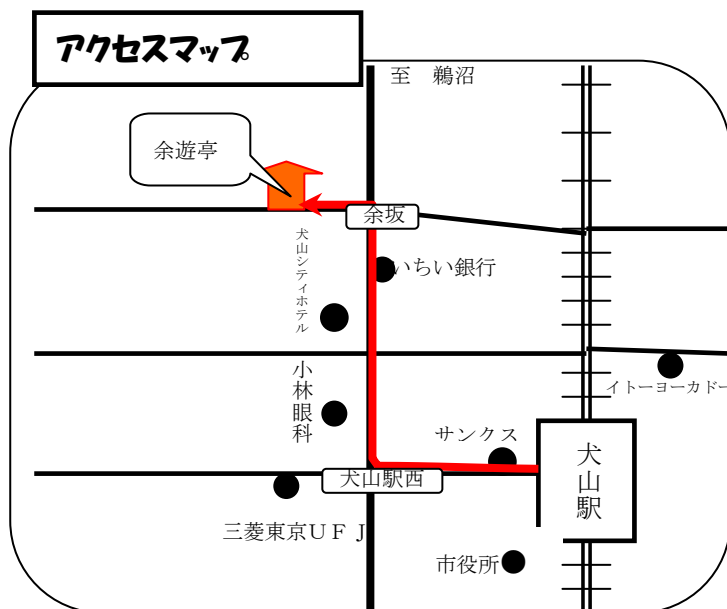 アクセスマップ
至　鵜沼
余遊亭
余坂
犬山シティホテル
いちい銀行
小林眼科
イトーヨーカドー
サンクス
犬山駅
犬山駅西
三菱東京ＵＦＪ
市役所